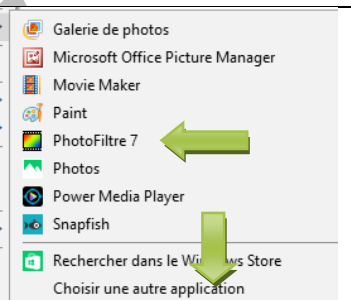 Galerie de photos
Microsoft Office Picture Manager
Movie Maker
Paint
PhotoFiltre 7
Photos
Power Media Player
Snapfish
Rechercher dans le Windows Store
Choisir une autre application